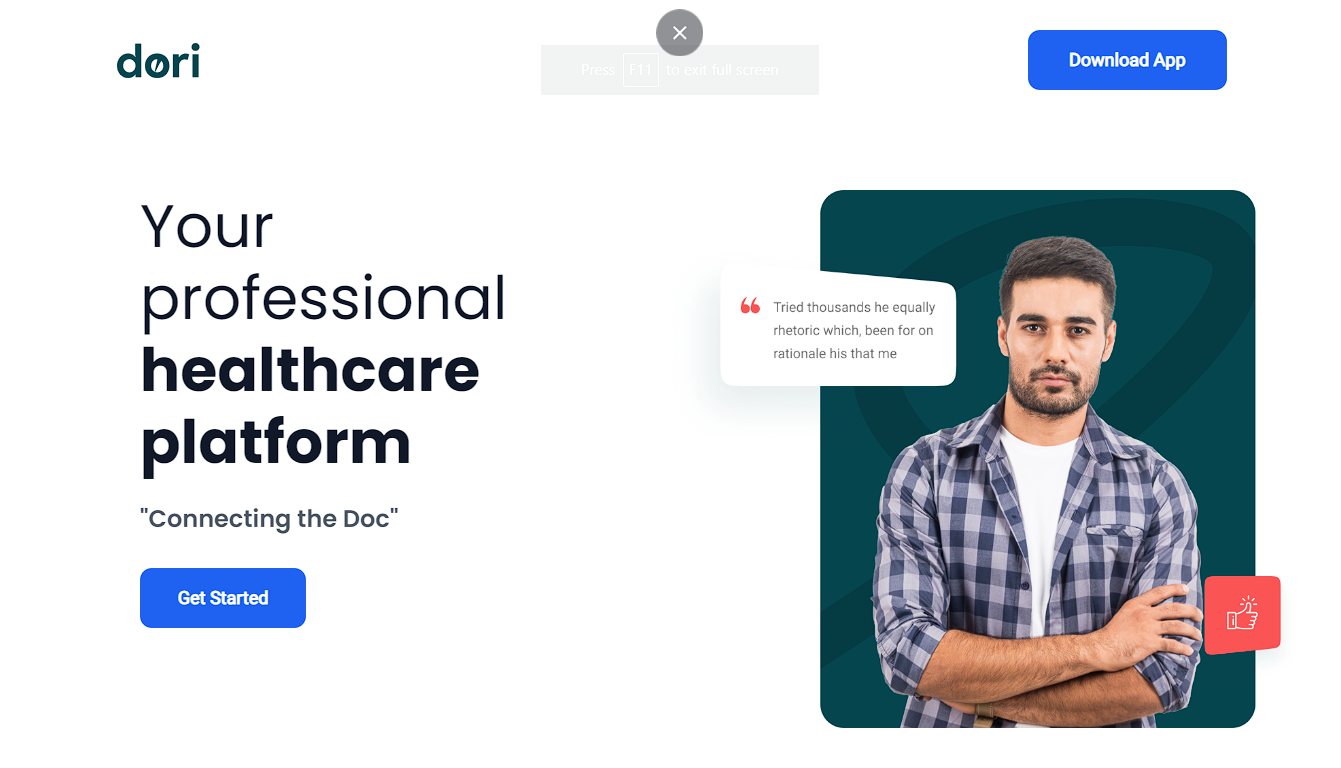 dori
Press F11 to exit full screen
Download App
Your
professional
healthcare
platform
"Connecting the Doc"
Get Started
“ Tried thousands he equally
rhetoric which, been for on
rationale his that me